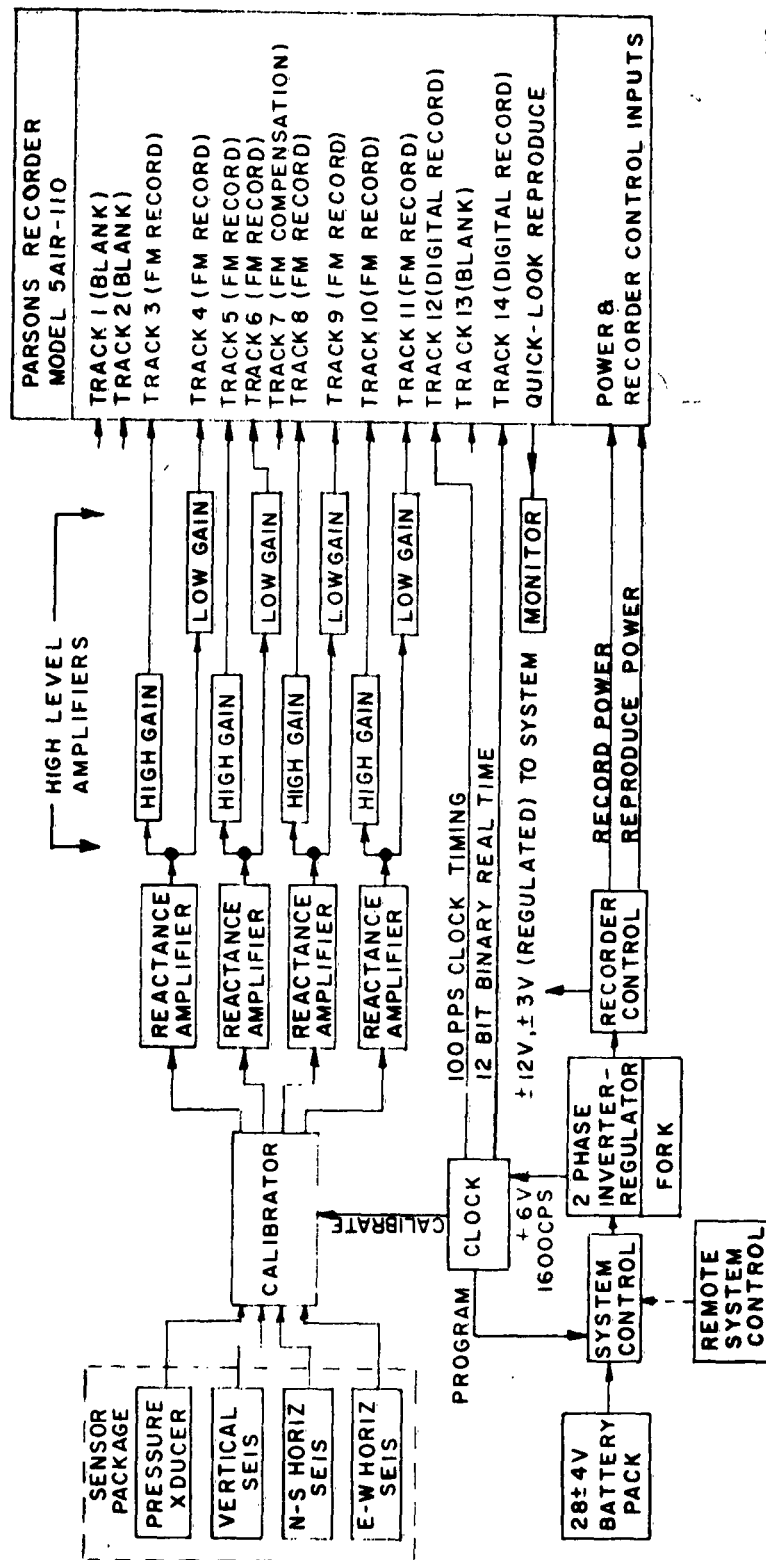 SENSOR
PACKAGE
PRESSURE
XDUCER
VERTICAL
SEIS
N-S HORIZ
SEIS
E-W HORIZ
SEIS
CALIBRATOR
CALIBRATE
REACTANCE
AMPLIFIER
REACTANCE
AMPLIFIER
REACTANCE
AMPLIFIER
REACTANCE
AMPLIFIER
HIGH LEVEL
AMPLIFIERS
HIGH GAIN
LOW GAIN
HIGH GAIN
LOW GAIN
HIGH GAIN
LOW GAIN
HIGH GAIN
LOW GAIN
PARSONS RECORDER
MODEL 5AIR-110
TRACK 1 (BLANK)
TRACK 2 (BLANK)
TRACK 3 (FM RECORD)
TRACK 4 (FM RECORD)
TRACK 5 (FM RECORD)
TRACK 6 (FM RECORD)
TRACK 7 (FM COMPENSATION)
TRACK 8 (FM RECORD)
TRACK 9 (FM RECORD)
TRACK 10 (FM RECORD)
TRACK 11 (FM RECORD)
TRACK 12 (DIGITAL RECORD)
TRACK 13 (BLANK)
TRACK 14 (DIGITAL RECORD)
QUICK-LOOK REPRODUCE
POWER &
RECORDER CONTROL INPUTS
PROGRAM
CLOCK
100 PPS CLOCK TIMING
12 BIT BINARY REAL TIME
±12V, ±3V (REGULATED) TO SYSTEM
MONITOR
+6V
1600CPS
28±4V
BATTERY
PACK
SYSTEM
CONTROL
REMOTE
SYSTEM
CONTROL
2 PHASE
INVERTER-
REGULATOR
FORK
RECORDER
CONTROL
RECORD POWER
REPRODUCE POWER